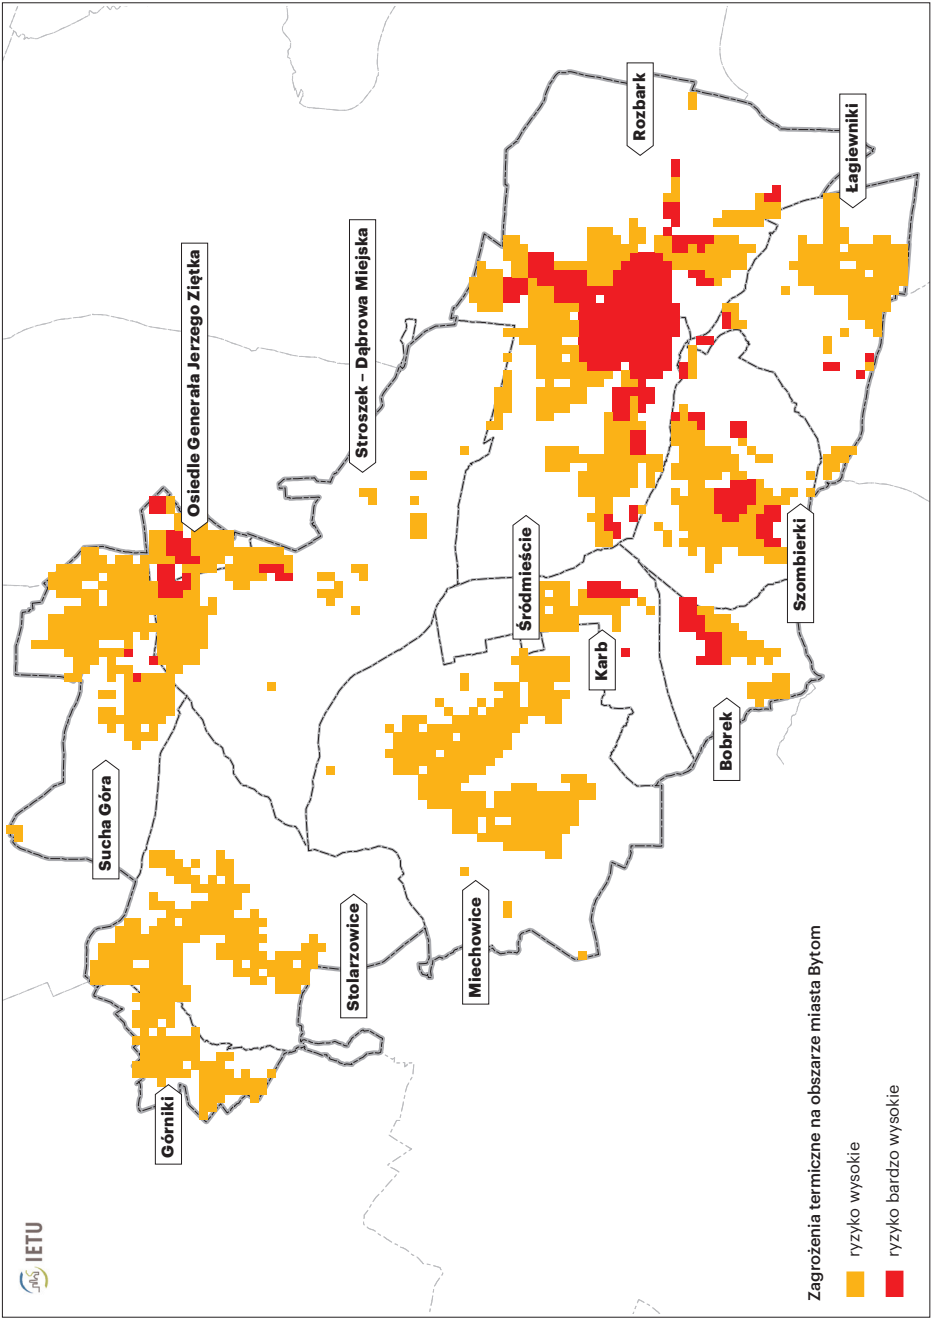 IETU
Górniki
Sucha Góra
Osiedle Generała Jerzego Ziętka
Stolarzowice
Stroszek – Dąbrowa Miejska
Miechowice
Śródmieście
Karb
Rozbark
Bobrek
Szombierki
Łagiewniki
Zagrożenia termiczne na obszarze miasta Bytom
ryzyko wysokie
ryzyko bardzo wysokie